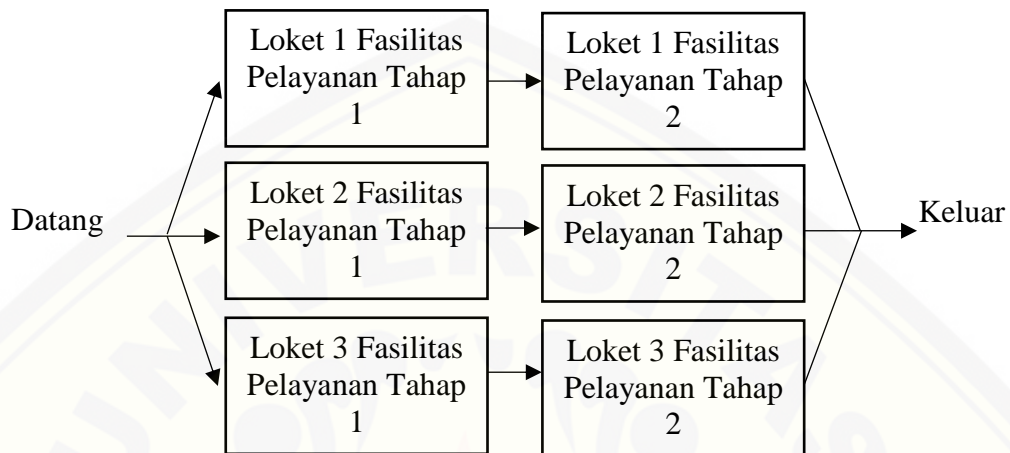 Loket 1 Fasilitas
Pelayanan Tahap
1
Loket 1 Fasilitas
Pelayanan Tahap
2
Datang
Loket 2 Fasilitas
Pelayanan Tahap
1
Loket 2 Fasilitas
Pelayanan Tahap
2
Keluar
Loket 3 Fasilitas
Pelayanan Tahap
1
Loket 3 Fasilitas
Pelayanan Tahap
2
UNIVERSITAS